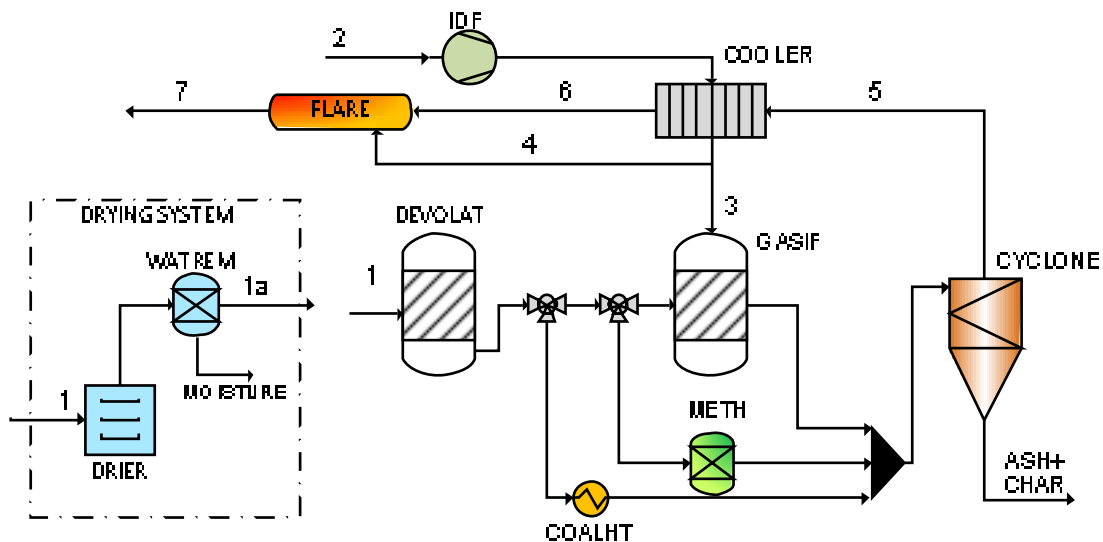 IDF
2
COOLER
7
FLARE
6
5
4
DRYING SYSTEM
DEVOLAT
3
GASIF
WATREM
1a
1
CYCLONE
MOISTURE
1
METH
DRIER
ASH+
CHAR
COALHT